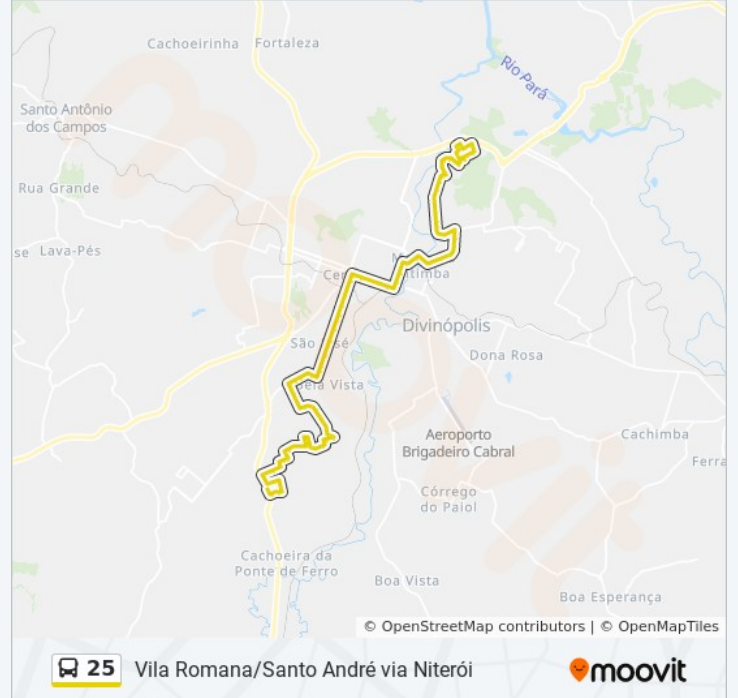 Cachoeirinha
Fortaleza
Rio Pará
Santo Antônio
dos Campos
Rua Grande
se
Lava-Pés
Divinópolis
São
Dona Rosa
Bela Vista
Aeroporto
Brigadeiro Cabral
Cachimba
Ferra
Córrego
do Paiol
Cachoeira da
Ponte de Ferro
Boa Vista
Boa Esperança
© OpenStreetMap contributors | © OpenMapTiles
25 Vila Romana/Santo André via Niterói
moovit